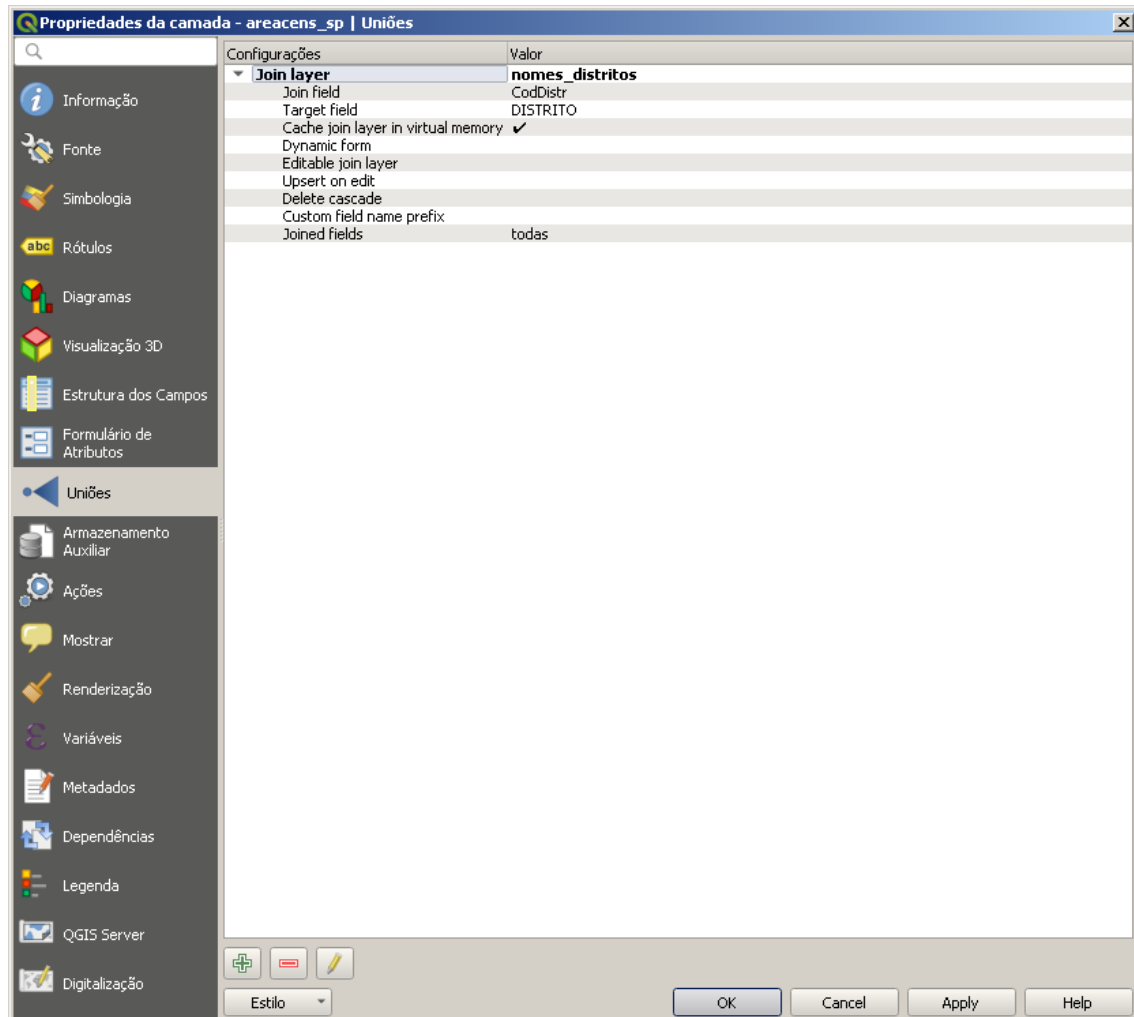 Propriedades da camada - areacens_sp | Uniões
Configurações Valor
Join layer nomes_distritos
Join field CodDistr
Target field DISTRITO
Cache join layer in virtual memory ✔
Dynamic form
Editable join layer
Upsert on edit
Delete cascade
Custom field name prefix
Joined fields todas
Informação
Fonte
Simbologia
abc Rótulos
Diagramas
Visualização 3D
Estrutura dos Campos
Formulário de
Atributos
Uniões
Armazenamento
Auxiliar
Ações
Mostrar
Renderização
Variáveis
Metadados
Dependências
Legenda
QGIS Server
Digitalização
Estilo OK Cancel Apply Help